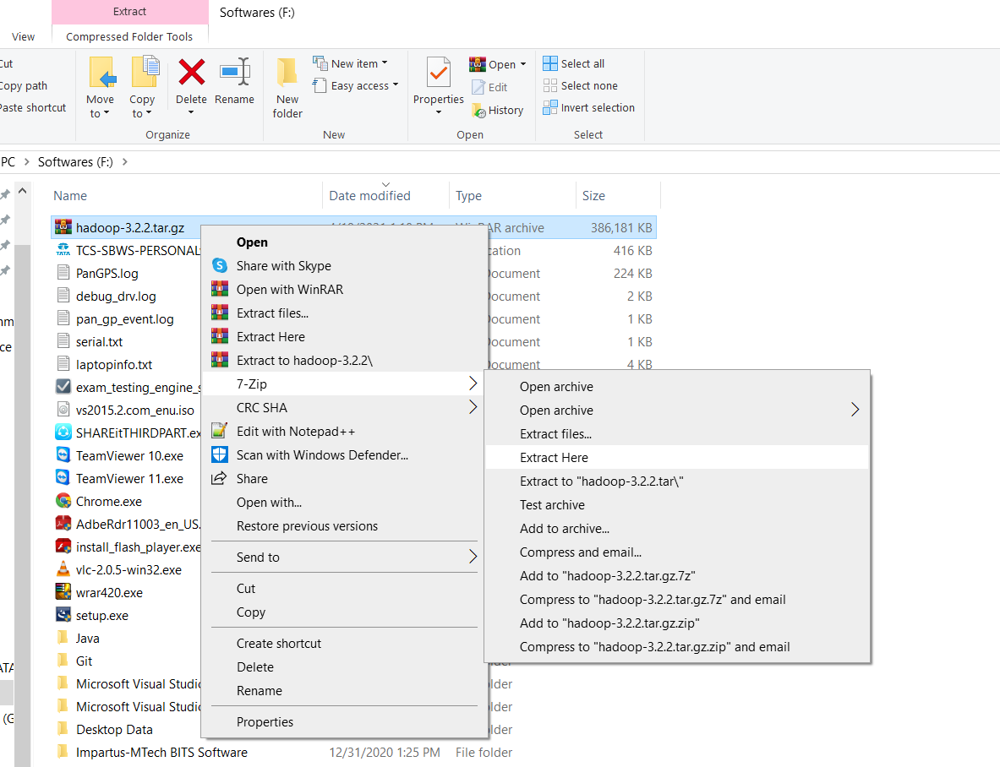 Extract
Softwares (F:)
View
Compressed Folder Tools
Cut
Copy path
Paste shortcut
Move to
Copy to
Delete
Rename
New folder
New item
Easy access
Properties
Open
Edit
History
Select all
Select none
Invert selection
Organize
New
Open
Select
PC > Softwares (F:) >
Name
Date modified
Type
Size
hadoop-3.2.2.tar.gz
RAR archive
386,181 KB
TCS-SBWS-PERSONAL
cation
416 KB
PanGPS.log
Document
224 KB
debug_drv.log
Document
2 KB
pan_gp_event.log
Document
1 KB
serial.txt
Document
1 KB
laptopinfo.txt
Document
4 KB
exam_testing_engine_s
vs2015.2.com_enu.iso
SHAREitTHIRDPART.ex
TeamViewer 10.exe
TeamViewer 11.exe
Chrome.exe
AdbeRdr11003_en_US.
install_flash_player.exe
vlc-2.0.5-win32.exe
wrar420.exe
setup.exe
Java
Git
lder
Microsoft Visual Studio
lder
Microsoft Visual Studio
lder
Desktop Data
lder
Impartus-MTech BITS Software
12/31/2020 1:25 PM
File folder
Open
Share with Skype
Open with WinRAR
Extract files...
Extract Here
Extract to hadoop-3.2.2\
7-Zip
CRC SHA
Edit with Notepad++
Scan with Windows Defender...
Share
Open with...
Restore previous versions
Send to
Cut
Copy
Create shortcut
Delete
Rename
Properties
Open archive
Open archive
Extract files...
Extract Here
Extract to "hadoop-3.2.2.tar\"
Test archive
Add to archive...
Compress and email...
Add to "hadoop-3.2.2.tar.gz.7z"
Compress to "hadoop-3.2.2.tar.gz.7z" and email
Add to "hadoop-3.2.2.tar.gz.zip"
Compress to "hadoop-3.2.2.tar.gz.zip" and email